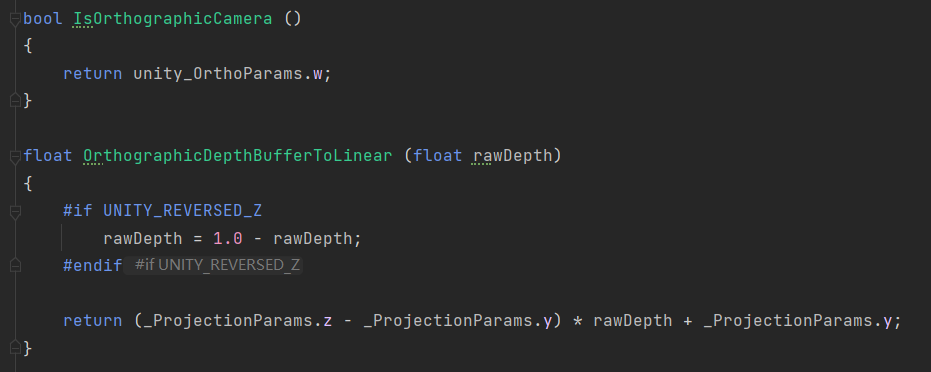 bool IsOrthographicCamera ()
{
    return unity_OrthoParams.w;
}
float OrthographicDepthBufferToLinear (float rawDepth)
{
    #if UNITY_REVERSED_Z
        rawDepth = 1.0 - rawDepth;
    #endif #if UNITY_REVERSED_Z
    return (_ProjectionParams.z - _ProjectionParams.y) * rawDepth + _ProjectionParams.y;
}